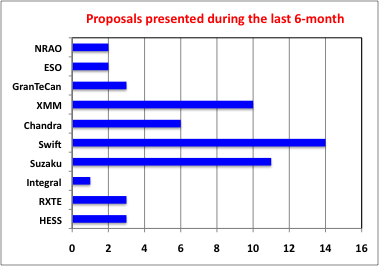 Proposals presented during the last 6-month
NRAO
ESO
GranTeCan
XMM
Chandra
Swift
Suzaku
Integral
RXTE
HESS
0 2 4 6 8 10 12 14 16